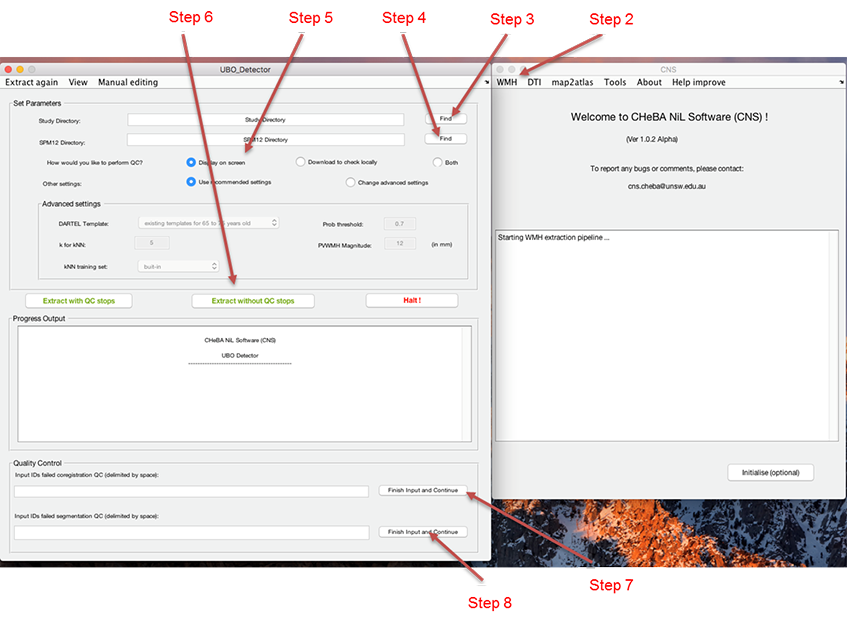 Step 6
Step 5
Step 4
Step 3
Step 2
UBO_Detector
Extract again View Manual editing
Set Parameters
Study Directory:
Study Directory
Find
SPM12 Directory:
SPM12 Directory
Find
How would you like to perform QC?
Display on screen
Download to check locally
Both
Other settings:
Use recommended settings
Change advanced settings
Advanced settings
DARTEL Template:
existing templates for 65 to 75 years old
Prob threshold:
0.7
k for kNN:
5
PVWMH Magnitude:
12
(in mm)
kNN training set:
built-in
Extract with QC stops
Extract without QC stops
Halt!
Progress Output
CHeBA NiL Software (CNS)
UBO Detector
----------------------------------------
Quality Control
Input IDs failed coregistration QC (delimited by space):
Finish Input and Continue
Input IDs failed segmentation QC (delimited by space):
Finish Input and Continue
CNS
WMH DTI map2atlas Tools About Help improve
Welcome to CHeBA NiL Software (CNS) !
(Ver 1.0.2 Alpha)
To report any bugs or comments, please contact:
cns.cheba@unsw.edu.au
Starting WMH extraction pipeline ...
Initialise (optional)
Step 7
Step 8